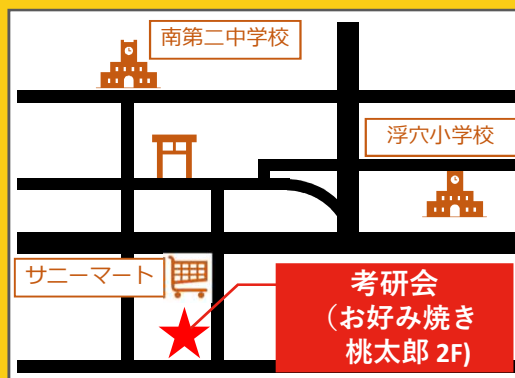 南第二中学校
浮穴小学校
サニーマート
考研会
（お好み焼き
桃太郎 2F)